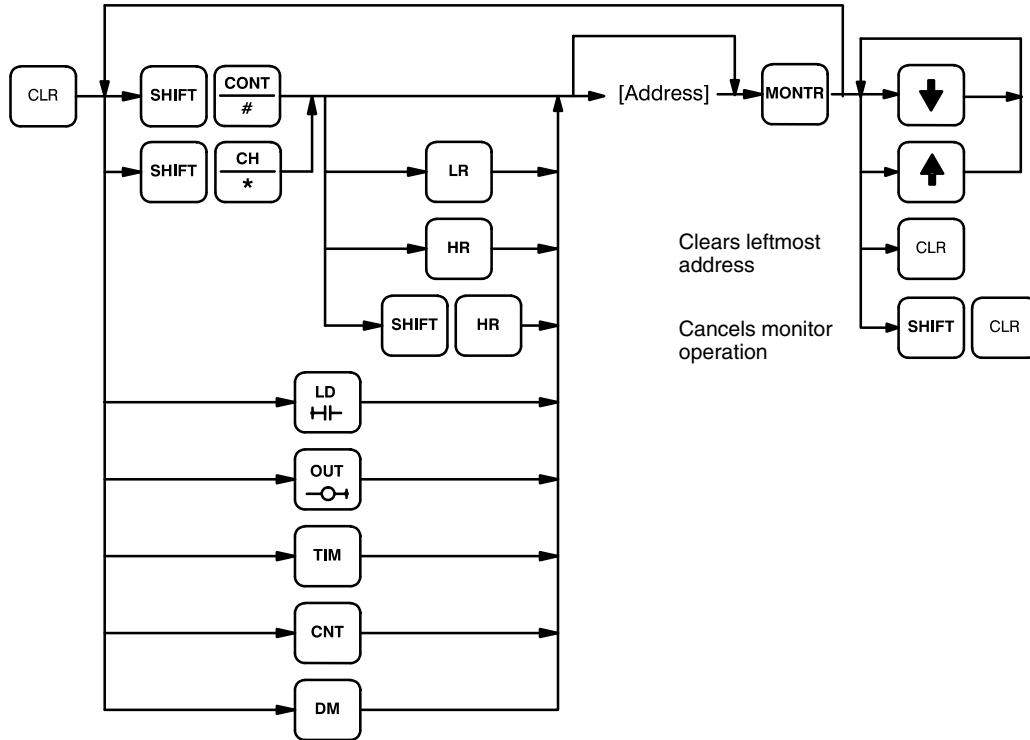 CLR
SHIFT
CONT
#
[Address]
MONTR
SHIFT
CH
*
LR
HR
Clears leftmost
address
CLR
SHIFT
HR
Cancels monitor
operation
SHIFT
CLR
LD
OUT
TIM
CNT
DM